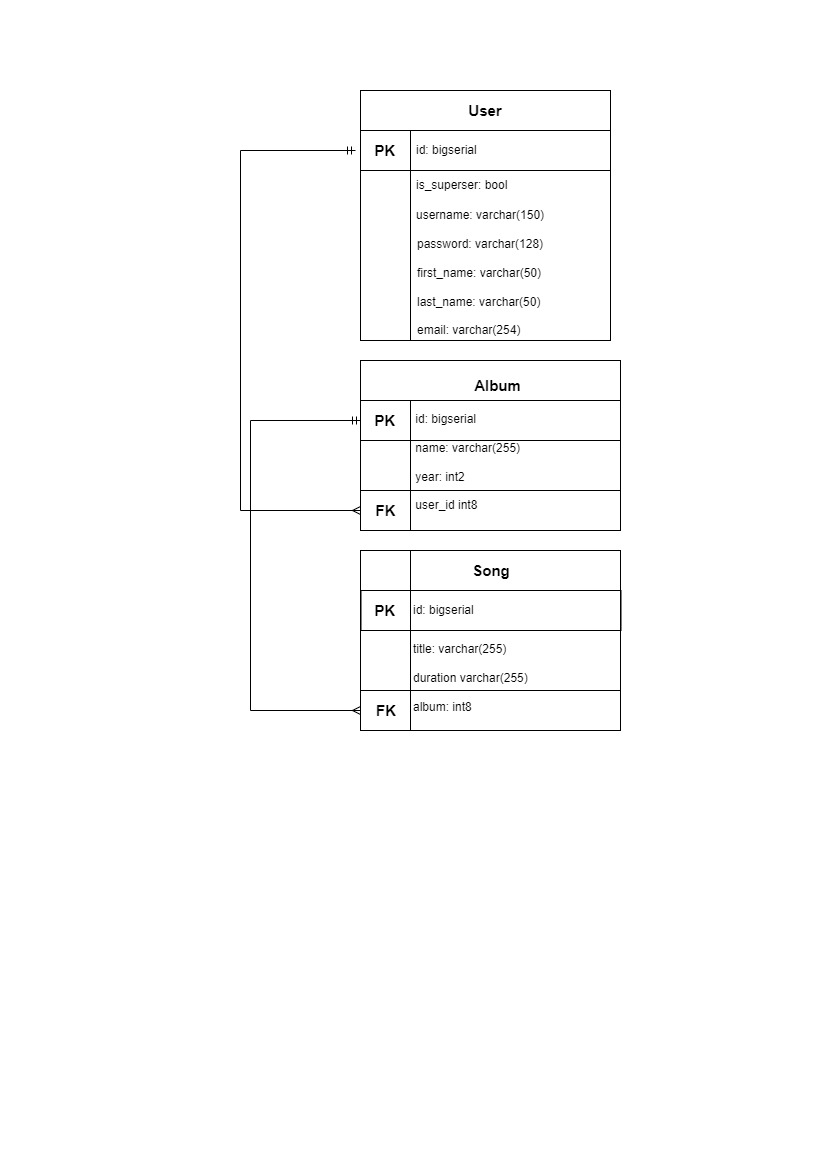 User
PK id: bigserial
is_superser: bool
username: varchar(150)
password: varchar(128)
first_name: varchar(50)
last_name: varchar(50)
email: varchar(254)
Album
PK id: bigserial
name: varchar(255)
year: int2
FK user_id int8
Song
PK id: bigserial
title: varchar(255)
duration varchar(255)
FK album: int8